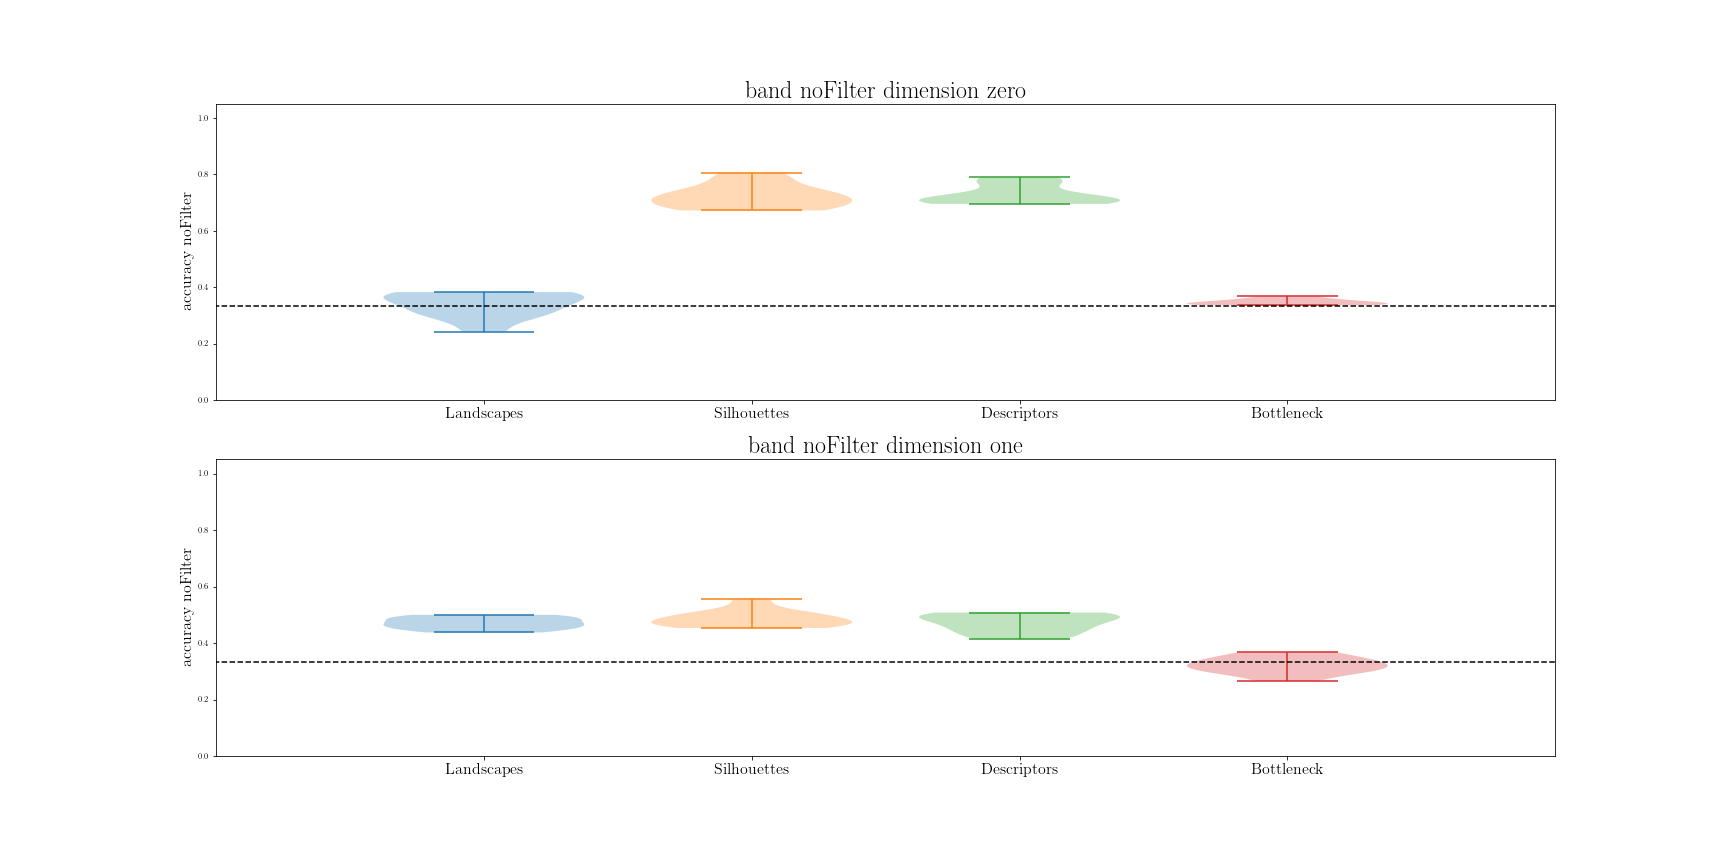 band noFilter dimension zero
accuracy noFilter
1.0
0.8
0.6
0.4
0.2
0.0
Landscapes Silhouettes Descriptors Bottleneck
band noFilter dimension one
accuracy noFilter
1.0
0.8
0.6
0.4
0.2
0.0
Landscapes Silhouettes Descriptors Bottleneck